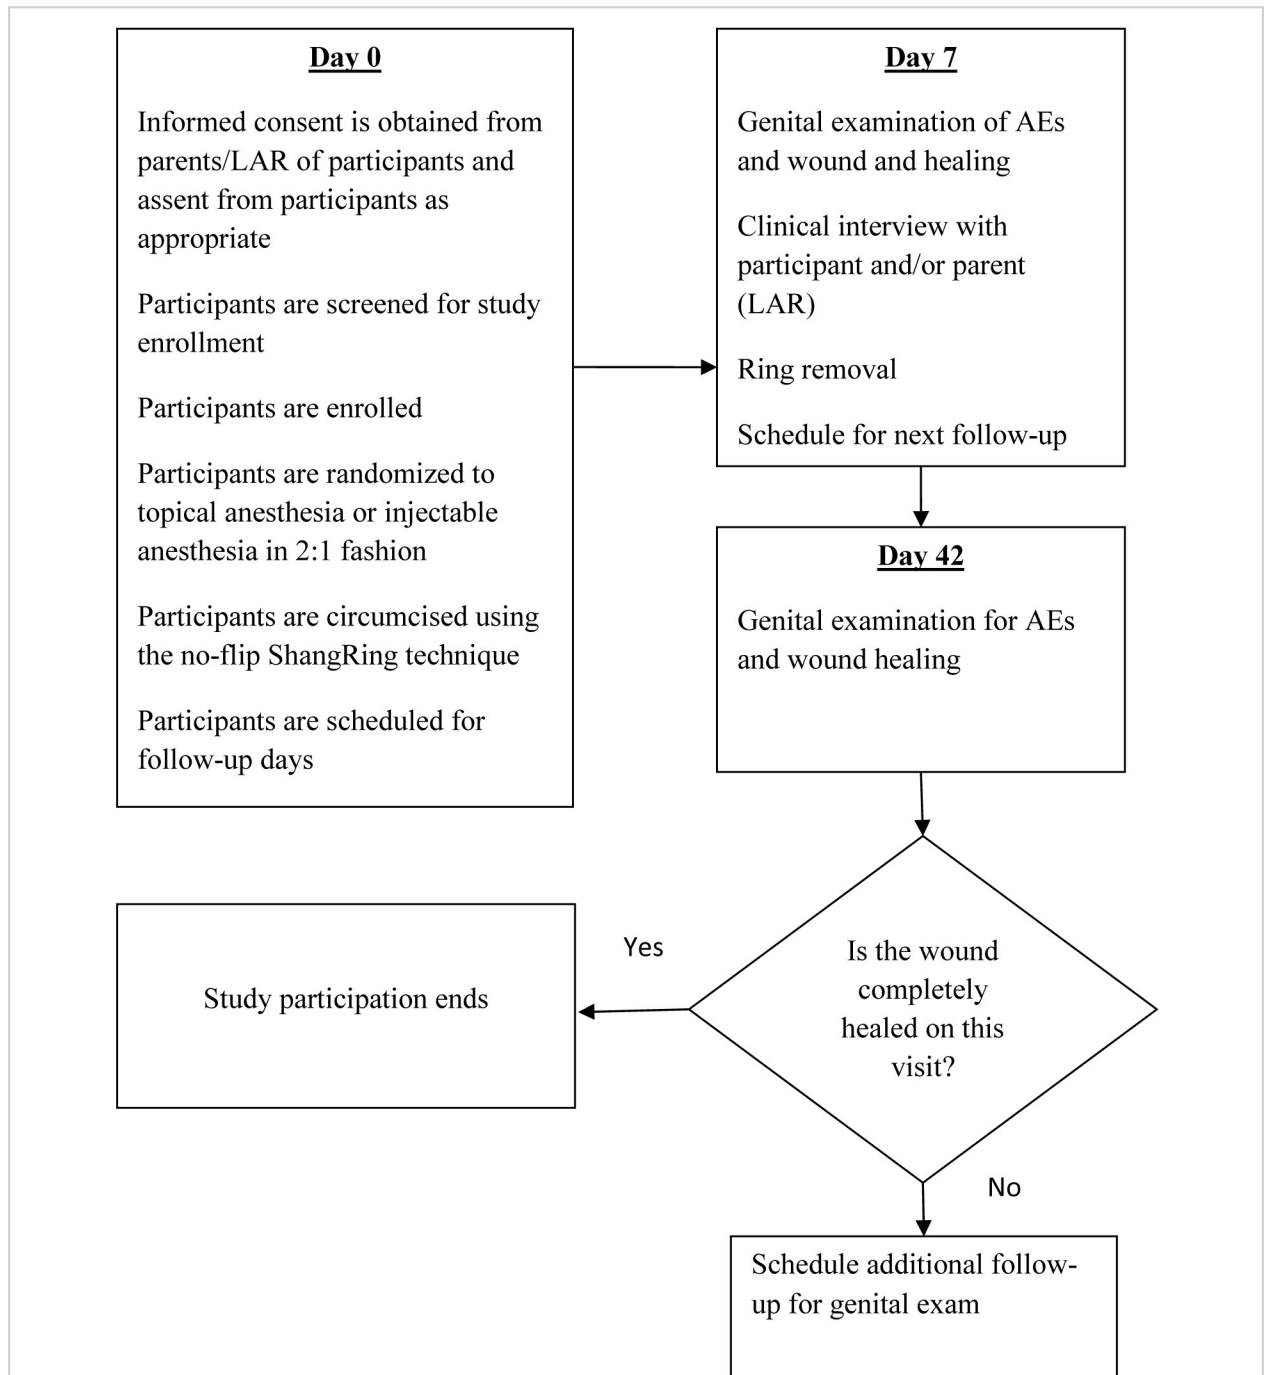 Day 0
Informed consent is obtained from
parents/LAR of participants and
assent from participants as
appropriate
Participants are screened for study
enrollment
Participants are enrolled
Participants are randomized to
topical anesthesia or injectable
anesthesia in 2:1 fashion
Participants are circumcised using
the no-flip ShangRing technique
Participants are scheduled for
follow-up days
Day 7
Genital examination of AEs
and wound and healing
Clinical interview with
participant and/or parent
(LAR)
Ring removal
Schedule for next follow-up
Day 42
Genital examination for AEs
and wound healing
Is the wound
completely
healed on this
visit?
Yes
Study participation ends
No
Schedule additional follow-
up for genital exam